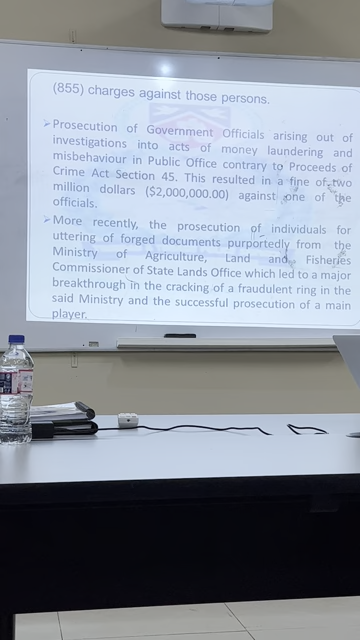 (855) charges against those persons.
➢Prosecution of Government Officials arising out of
investigations into acts of money laundering and
misbehaviour in Public Office contrary to Proceeds of
Crime Act Section 45. This resulted in a fine of two
million dollars ($2,000,000.00) against one of the
officials.
➢More recently, the prosecution of individuals for
uttering of forged documents purportedly from the
Ministry of Agriculture, Land and Fisheries
Commissioner of State Lands Office which led to a major
breakthrough in the cracking of a fraudulent ring in the
said Ministry and the successful prosecution of a main
player.